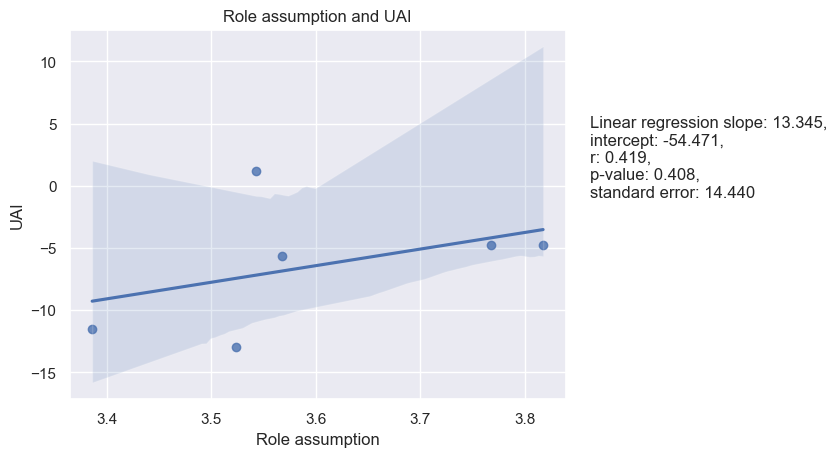 Role assumption and UAI
10
5
0
−5
−10
−15
UAI
3.4
3.5
3.6
3.7
3.8
Role assumption
Linear regression slope: 13.345,
intercept: -54.471,
r: 0.419,
p-value: 0.408,
standard error: 14.440